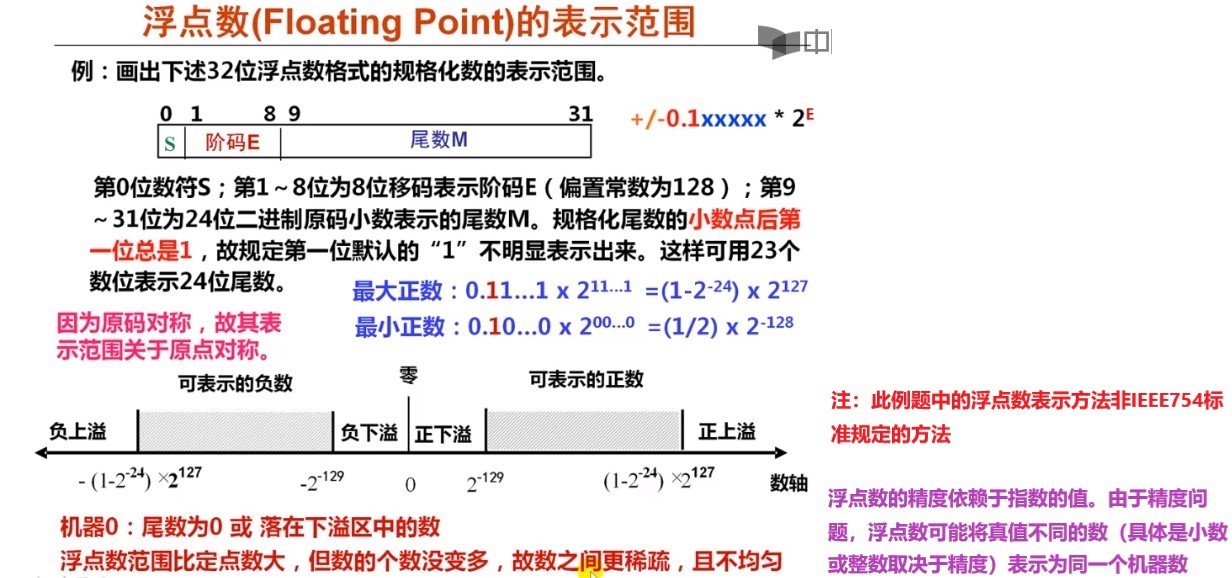 浮点数(Floating Point)的表示范围
中
例：画出下述32位浮点数格式的规格化数的表示范围。
0 1 8 9 31
S 阶码E 尾数M
+/-0.1xxxxx * 2ᴱ
第0位数符S；第1～8位为8位移码表示阶码E（偏置常数为128）；第9
～31位为24位二进制原码小数表示的尾数M。规格化尾数的小数点后第
一位总是1，故规定第一位默认的“1”不明显表示出来。这样可用23个
数位表示24位尾数。
最大正数：0.11...1 x 2¹¹···¹ =(1-2⁻²⁴) x 2¹²⁷
最小正数：0.10...0 x 2⁰⁰···⁰ =(1/2) x 2⁻¹²⁸
因为原码对称，故其表
示范围关于原点对称。
可表示的负数 零 可表示的正数
负上溢 负下溢 正下溢 正上溢
- (1-2⁻²⁴) ×2¹²⁷ -2⁻¹²⁹ 0 2⁻¹²⁹ (1-2⁻²⁴) ×2¹²⁷ 数轴
机器0：尾数为0 或 落在下溢区中的数
浮点数范围比定点数大，但数的个数没变多，故数之间更稀疏，且不均匀
注：此例题中的浮点数表示方法非IEEE754标
准规定的方法
浮点数的精度依赖于指数的值。由于精度问
题，浮点数可能将真值不同的数（具体是小数
或整数取决于精度）表示为同一个机器数